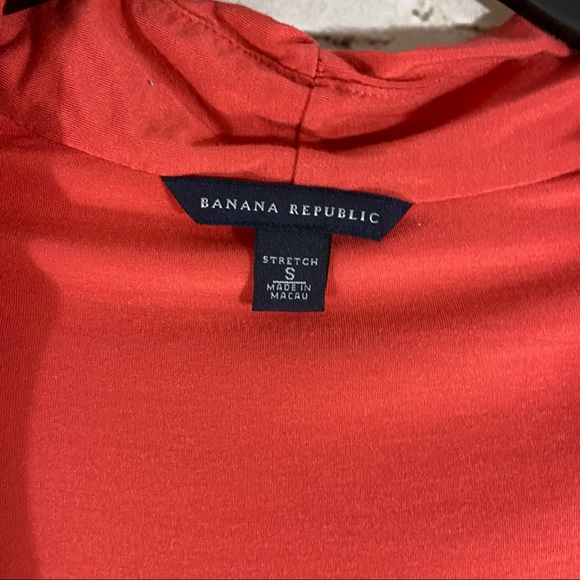 BANANA REPUBLIC
STRETCH
S
MADE IN
MACAU